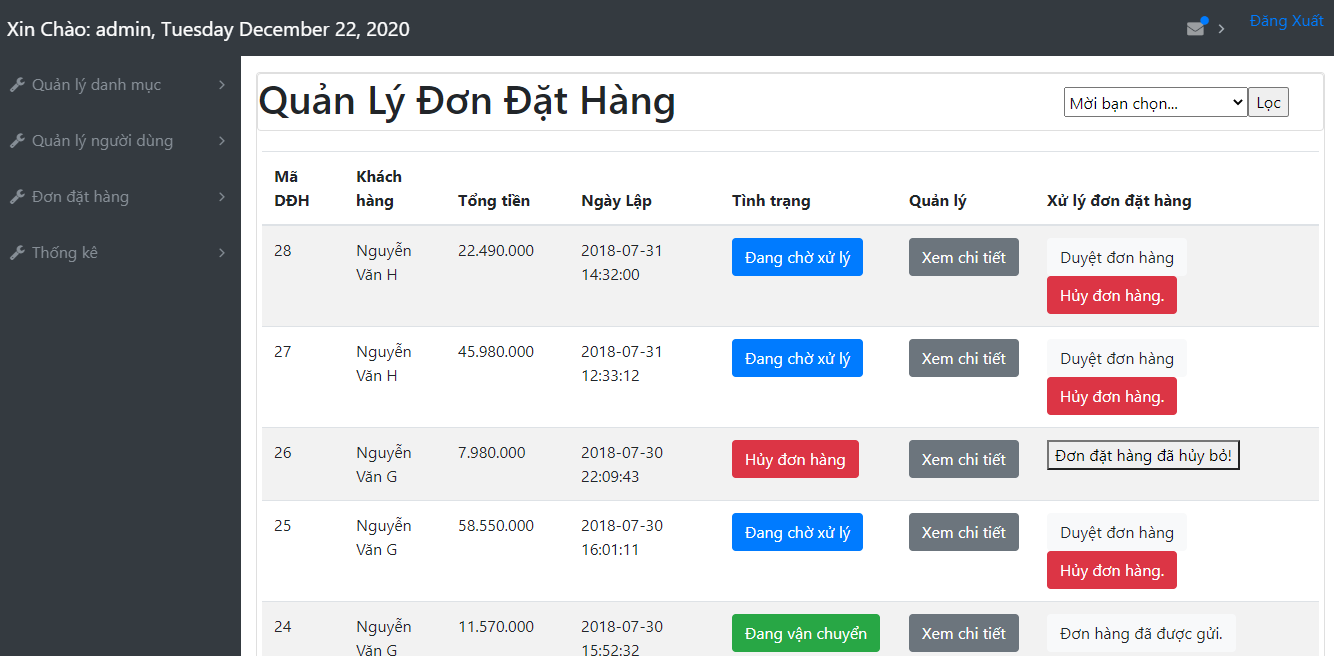 Xin Chào: admin, Tuesday December 22, 2020
Đăng Xuất
Quản lý danh mục
Quản lý người dùng
Đơn đặt hàng
Thống kê
Quản Lý Đơn Đặt Hàng
Mời bạn chọn... Lọc
Mã DĐH Khách hàng Tổng tiền Ngày Lập Tình trạng Quản lý Xử lý đơn đặt hàng
28 Nguyễn Văn H 22.490.000 2018-07-31 14:32:00 Đang chờ xử lý Xem chi tiết Duyệt đơn hàng
Hủy đơn hàng.
27 Nguyễn Văn H 45.980.000 2018-07-31 12:33:12 Đang chờ xử lý Xem chi tiết Duyệt đơn hàng
Hủy đơn hàng.
26 Nguyễn Văn G 7.980.000 2018-07-30 22:09:43 Hủy đơn hàng Xem chi tiết Đơn đặt hàng đã hủy bỏ!
25 Nguyễn Văn G 58.550.000 2018-07-30 16:01:11 Đang chờ xử lý Xem chi tiết Duyệt đơn hàng
Hủy đơn hàng.
24 Nguyễn Văn G 11.570.000 2018-07-30 15:52:32 Đang vận chuyển Xem chi tiết Đơn hàng đã được gửi.